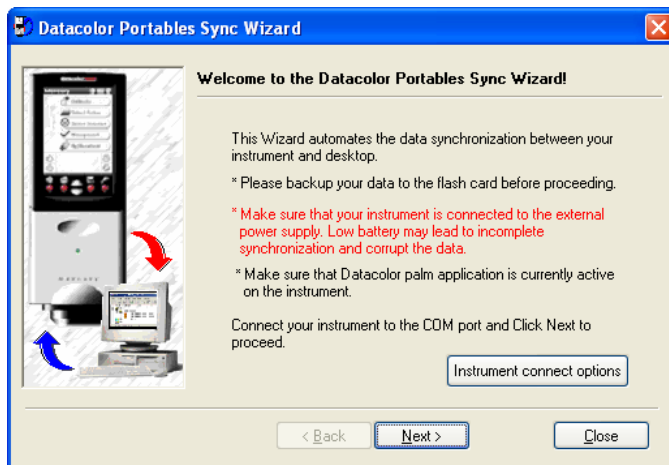 Datacolor Portables Sync Wizard
Welcome to the Datacolor Portables Sync Wizard!
This Wizard automates the data synchronization between your
instrument and desktop.
* Please backup your data to the flash card before proceeding.
* Make sure that your instrument is connected to the external
power supply. Low battery may lead to incomplete
synchronization and corrupt the data.
* Make sure that Datacolor palm application is currently active
on the instrument.
Connect your instrument to the COM port and Click Next to
proceed.
Instrument connect options
< Back
Next >
Close